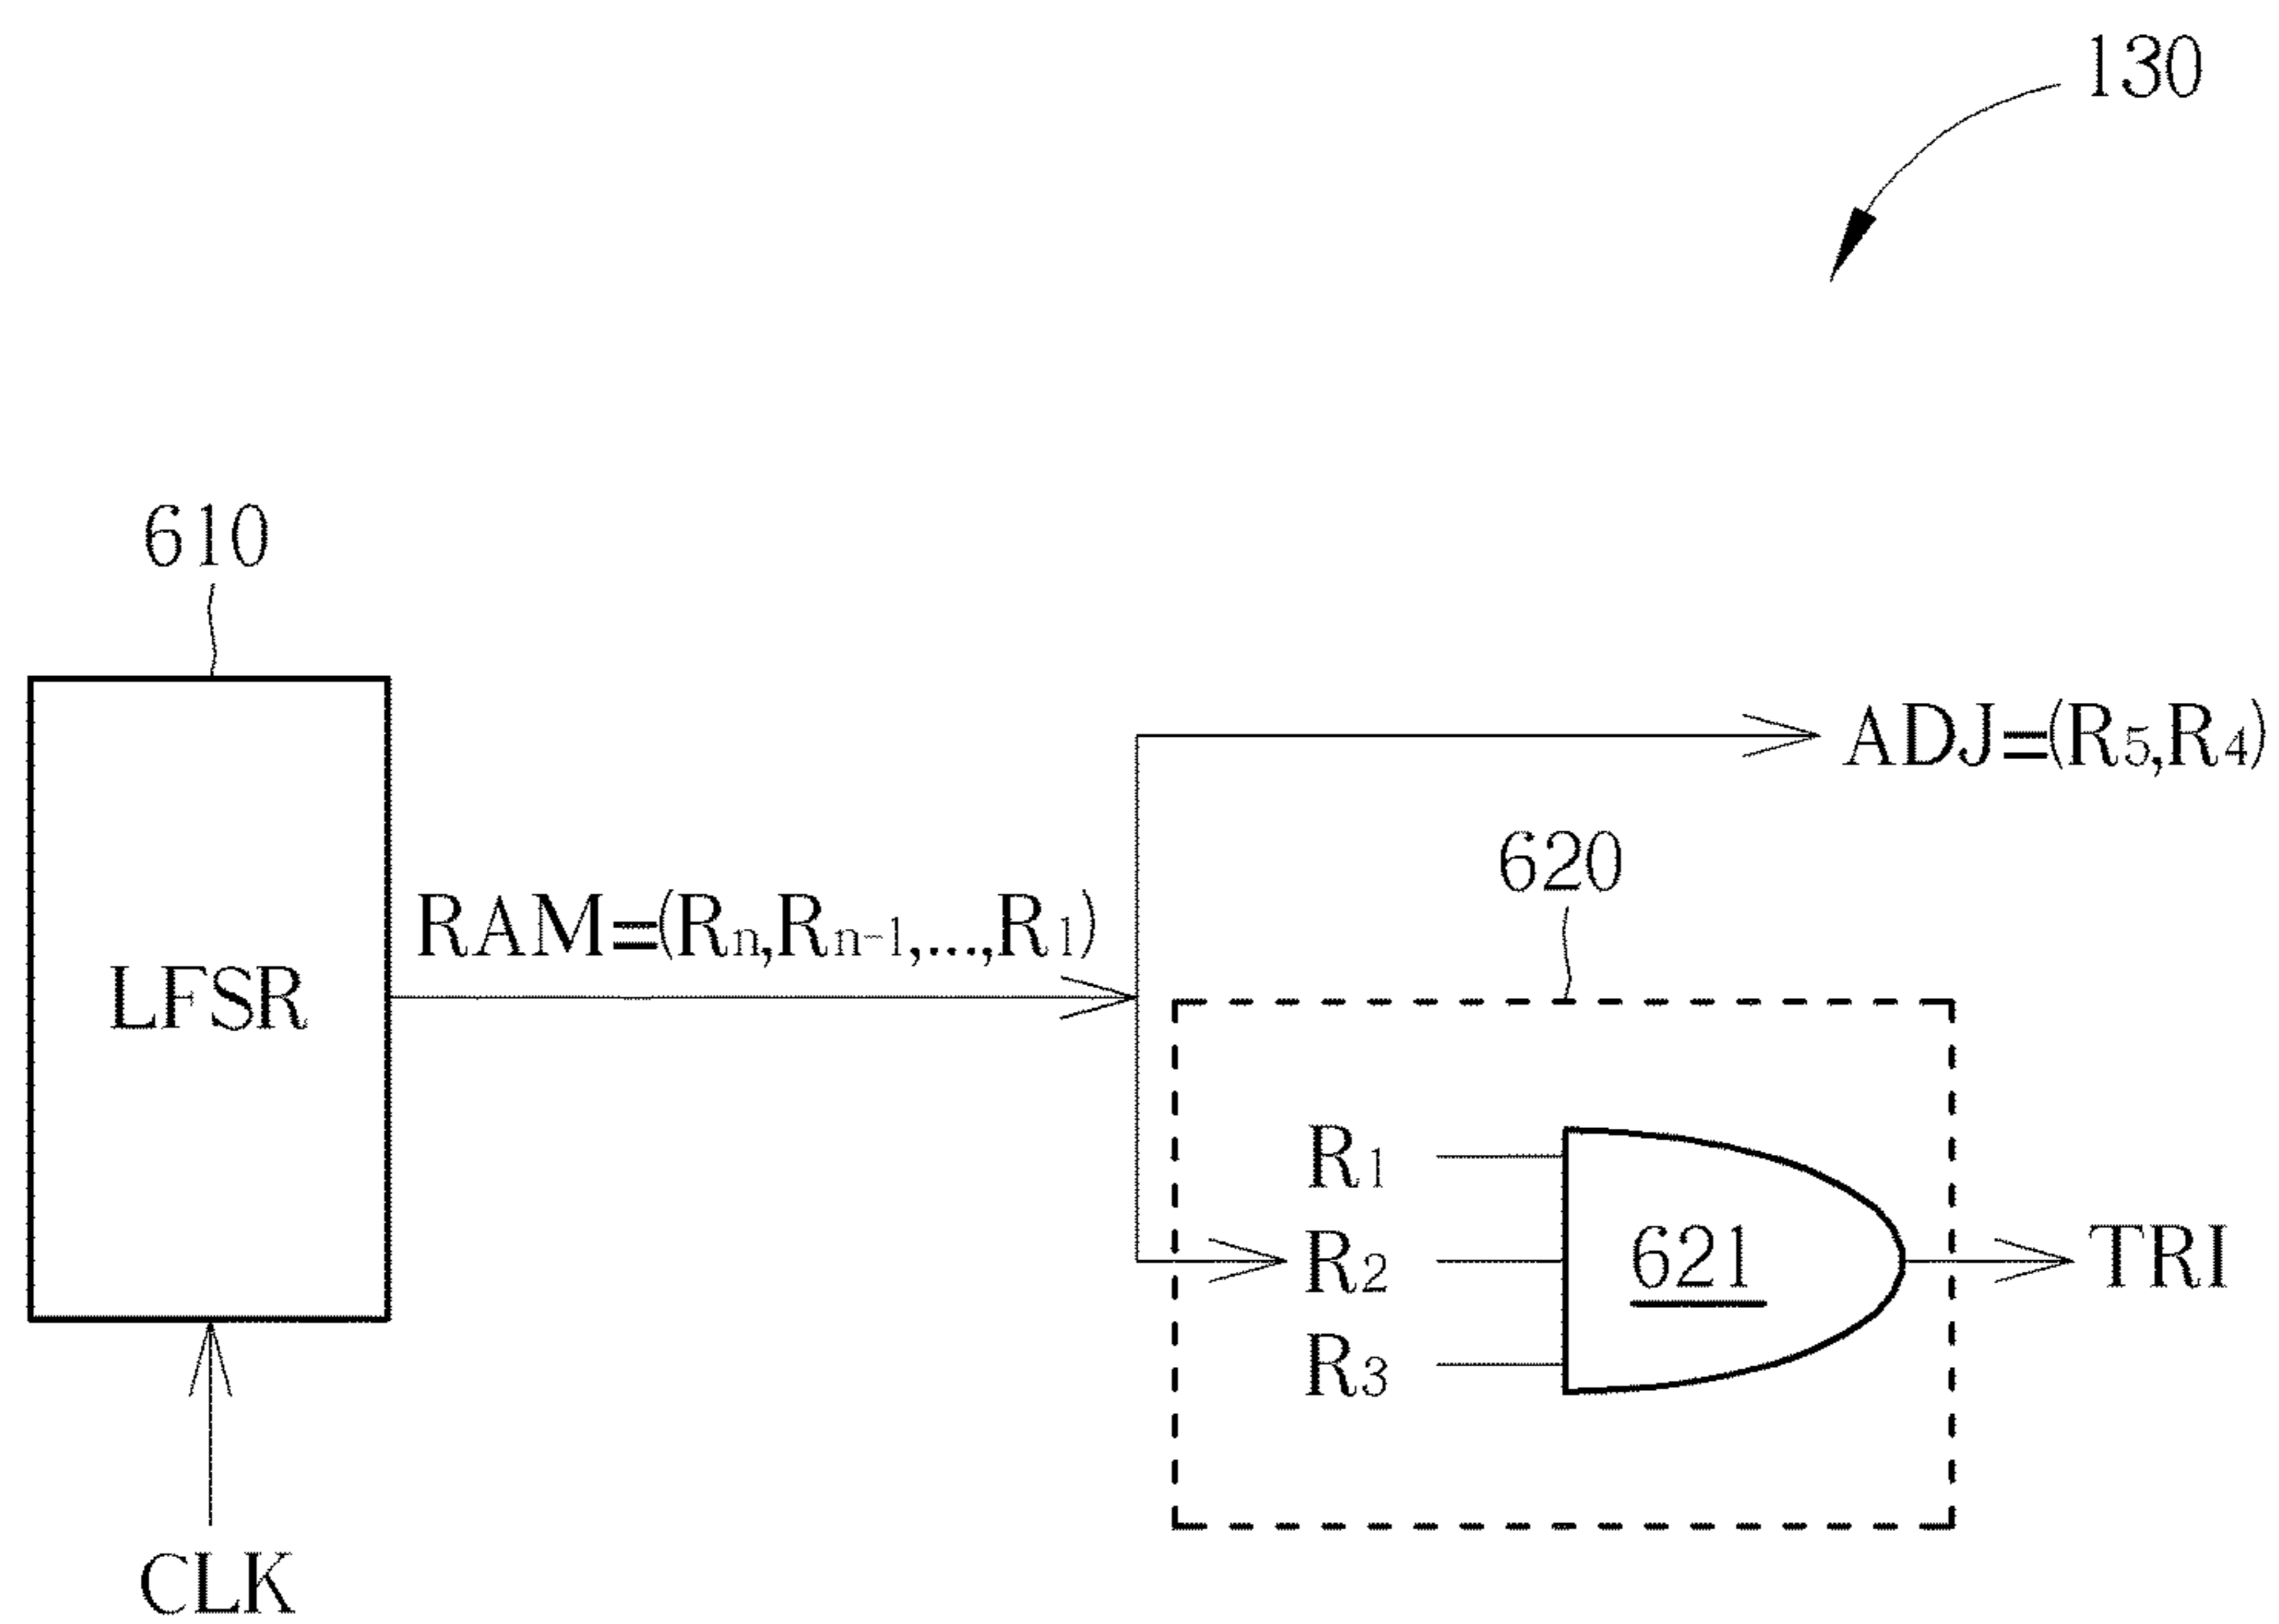 130
610
ADJ=(R5,R4)
620
RAM=(Rn,Rn-1,...,R1)
LFSR
R1
R2
621
TRI
R3
CLK